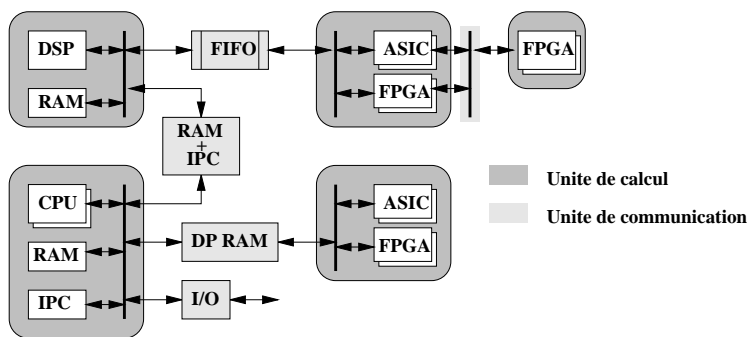 DSP
FIFO
ASIC
FPGA
RAM
FPGA
RAM
+
IPC
CPU
ASIC
Unite de calcul
Unite de communication
RAM
DP RAM
FPGA
IPC
I/O